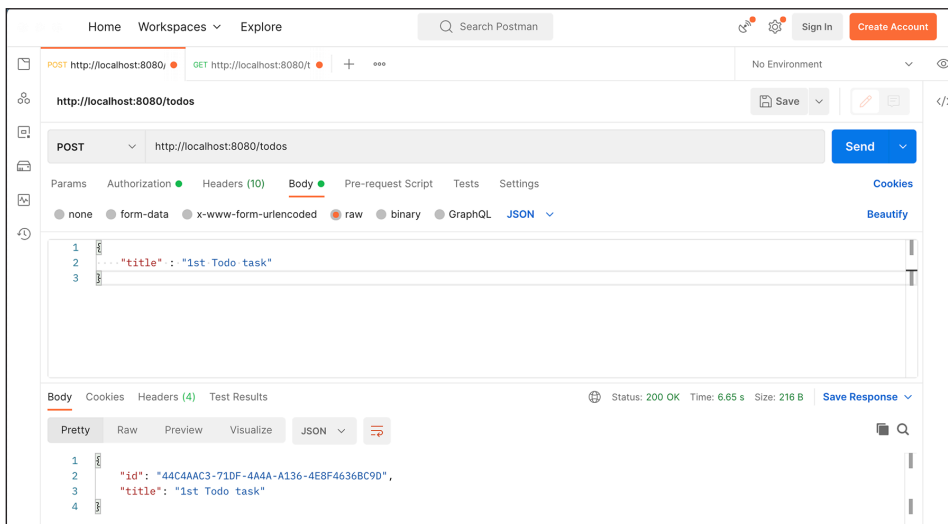 Home Workspaces Explore Search Postman Sign In Create Account
POST http://localhost:8080/ GET http://localhost:8080/t + ooo No Environment
http://localhost:8080/todos Save </>
POST http://localhost:8080/todos Send
Params Authorization Headers (10) Body Pre-request Script Tests Settings Cookies
none form-data x-www-form-urlencoded raw binary GraphQL JSON Beautify
1 {
2 ····"title"·:·"1st·Todo·task"
3 }
Body Cookies Headers (4) Test Results Status: 200 OK Time: 6.65 s Size: 216 B Save Response
Pretty Raw Preview Visualize JSON
1 {
2 "id": "44C4AAC3-71DF-4A4A-A136-4E8F4636BC9D",
3 "title": "1st Todo task"
4 }